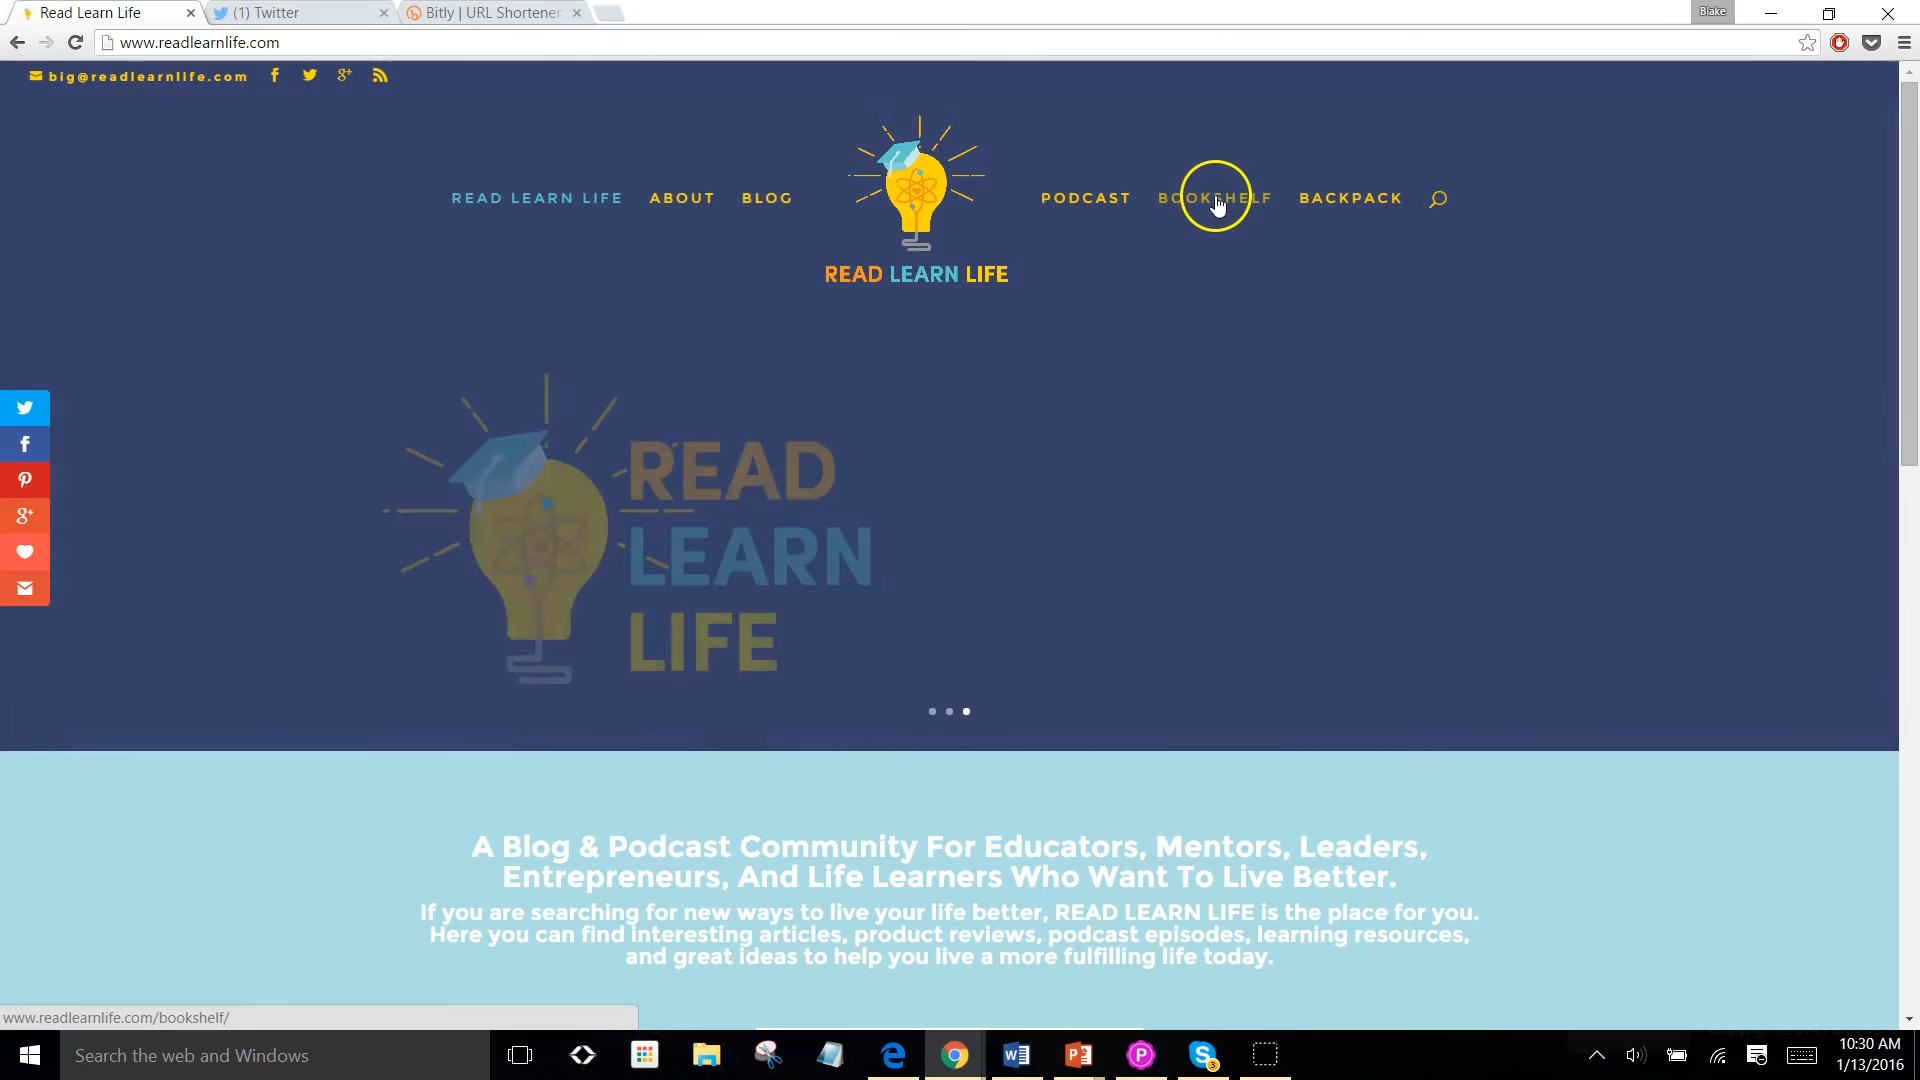 Read Learn Life
(1) Twitter
Bitly | URL Shortener
Blake
www.readlearnlife.com
big@readlearnlife.com
READ LEARN LIFE
ABOUT
BLOG
READ LEARN LIFE
PODCAST
BOOKSHELF
BACKPACK
READ
LEARN
LIFE
A Blog & Podcast Community For Educators, Mentors, Leaders,
Entrepreneurs, And Life Learners Who Want To Live Better.
If you are searching for new ways to live your life better, READ LEARN LIFE is the place for you.
Here you can find interesting articles, product reviews, podcast episodes, learning resources,
and great ideas to help you live a more fulfilling life today.
www.readlearnlife.com/bookshelf/
Search the web and Windows
3
10:30 AM
1/13/2016